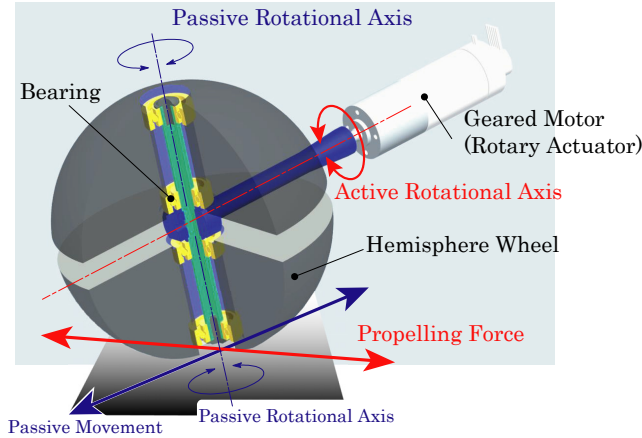 Passive Rotational Axis
Bearing
Geared Motor
(Rotary Actuator)
Active Rotational Axis
Hemisphere Wheel
Propelling Force
Passive Movement
Passive Rotational Axis